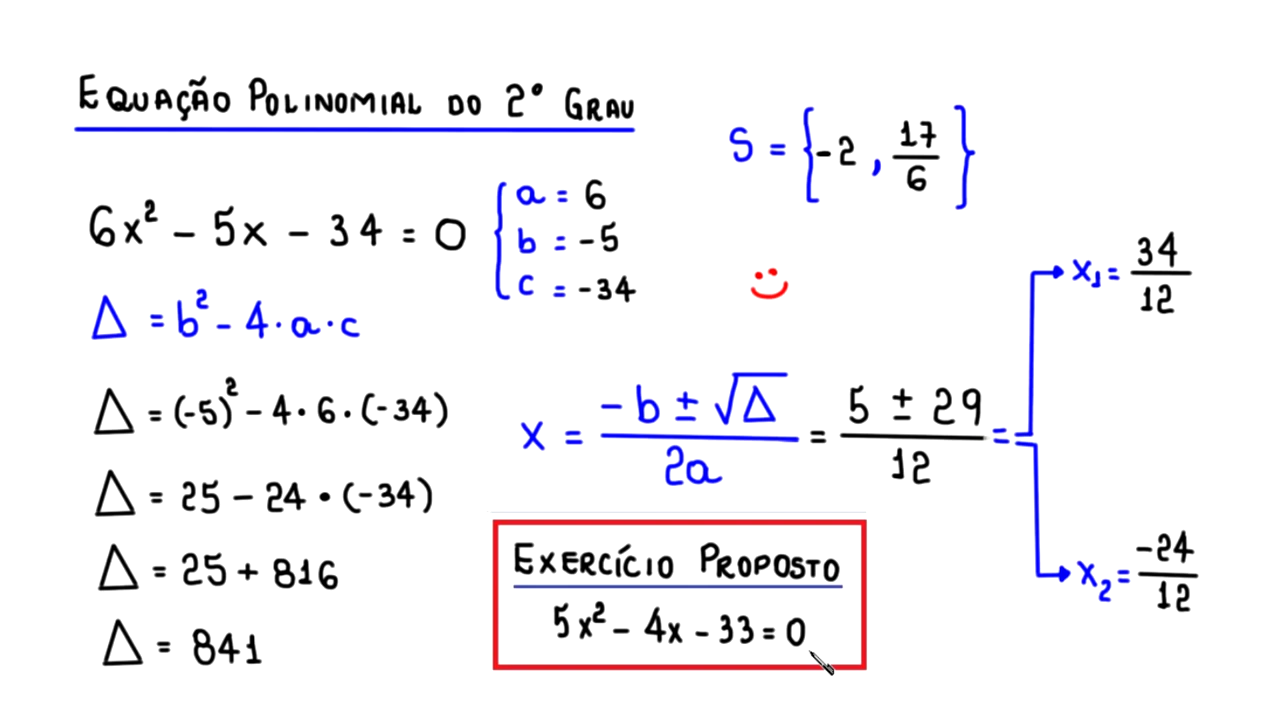 EQUAÇÃO POLINOMIAL DO 2° GRAU
6x² - 5x - 34 = 0
a = 6
b = -5
c = -34
Δ = b² - 4·a·c
Δ = (-5)² - 4·6·(-34)
Δ = 25 - 24·(-34)
Δ = 25 + 816
Δ = 841
S = {-2, 17/6}
x = (-b ± √Δ)/2a = (5 ± 29)/12 =
x₁ = 34/12
x₂ = -24/12
EXERCÍCIO PROPOSTO
5x² - 4x - 33 = 0